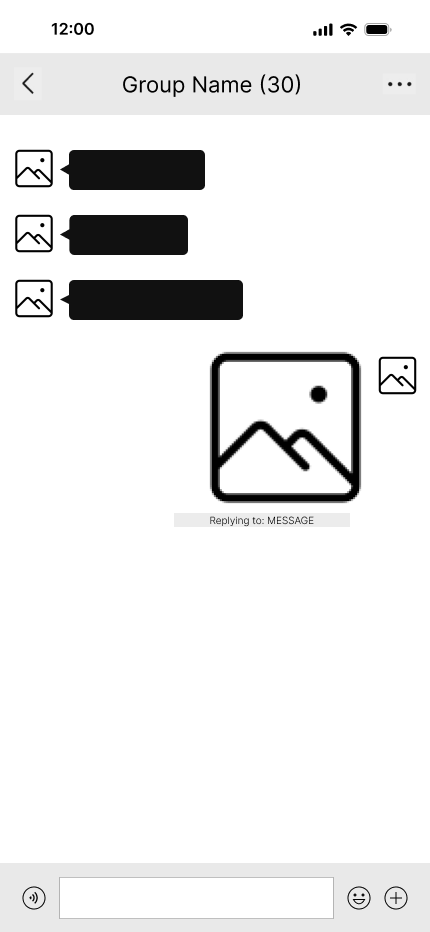 12:00
Group Name (30)
Replying to: MESSAGE